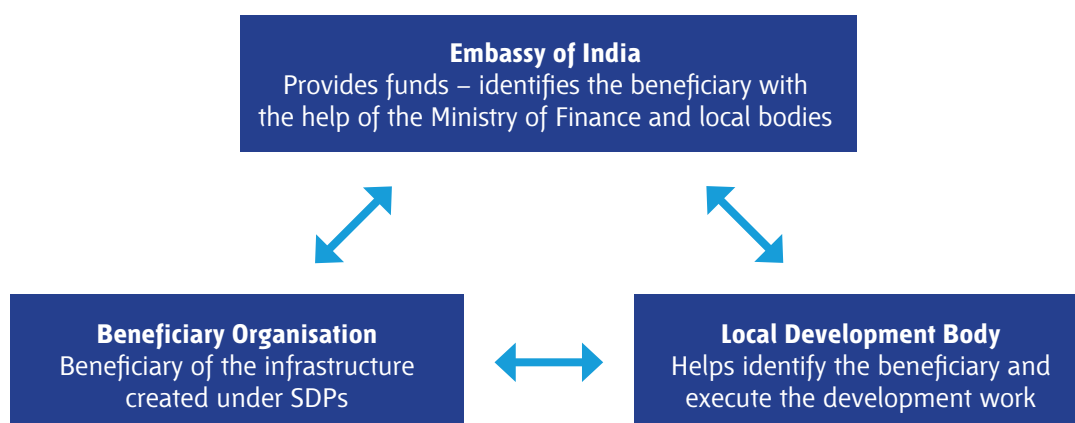 Embassy of India
Provides funds – identifies the beneficiary with
the help of the Ministry of Finance and local bodies
Beneficiary Organisation
Beneficiary of the infrastructure
created under SDPs
Local Development Body
Helps identify the beneficiary and
execute the development work